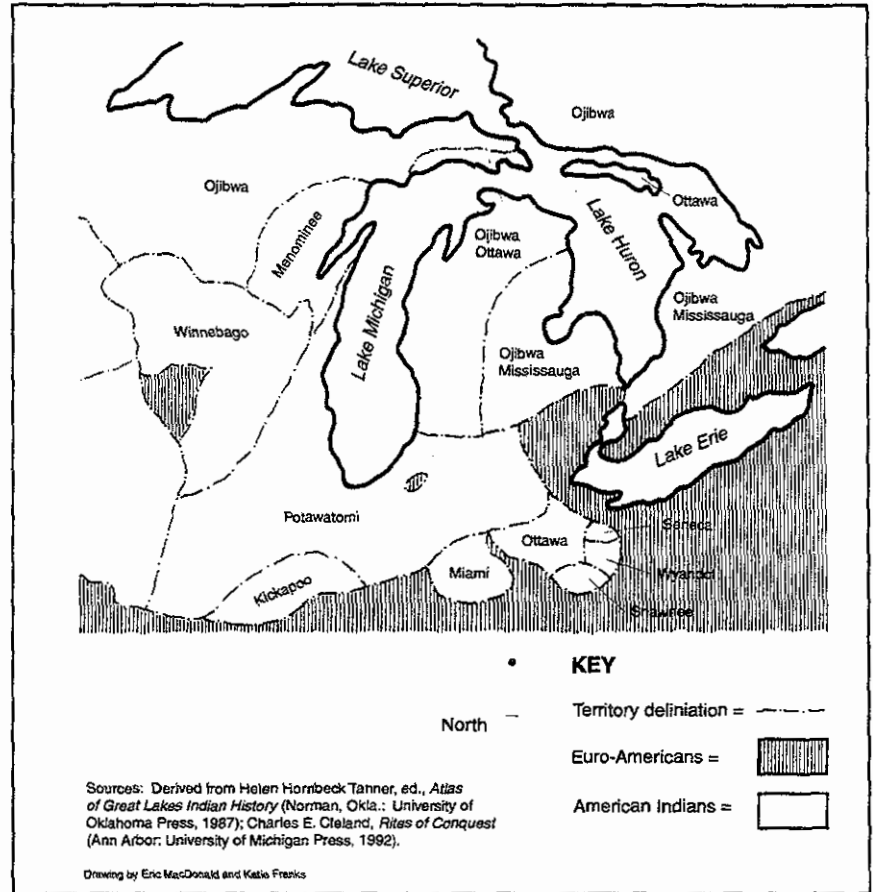 Lake Superior
Ojibwa
Ojibwa
Ottawa
Menominee
Ojibwa
Ottawa
Lake Huron
Lake Michigan
Ojibwa
Mississauga
Winnebago
Ojibwa
Mississauga
Lake Erie
Potawatomi
Seneca
Ottawa
Wyandot
Miami
Kickapoo
Shawnee
KEY
North
Territory deliniation =
Euro-Americans =
American Indians =
Sources: Derived from Helen Hornbeck Tanner, ed., Atlas
of Great Lakes Indian History (Norman, Okla.: University of
Oklahoma Press, 1987); Charles E. Cleland, Rites of Conquest
(Ann Arbor: University of Michigan Press, 1992).
Drawing by Eric MacDonald and Katie Franks